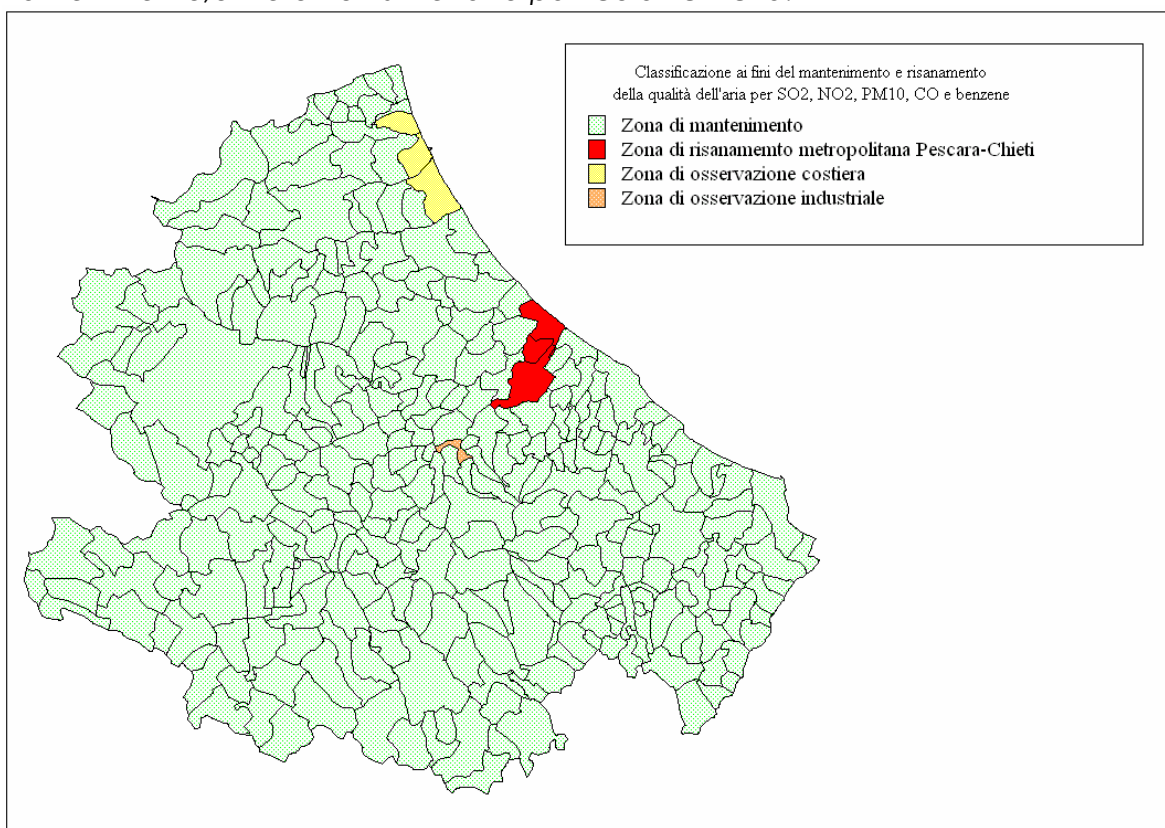 Classificazione ai fini del mantenimento e risanamento
della qualità dell'aria per SO2, NO2, PM10, CO e benzene
Zona di mantenimento
Zona di risanamemto metropolitana Pescara-Chieti
Zona di osservazione costiera
Zona di osservazione industriale